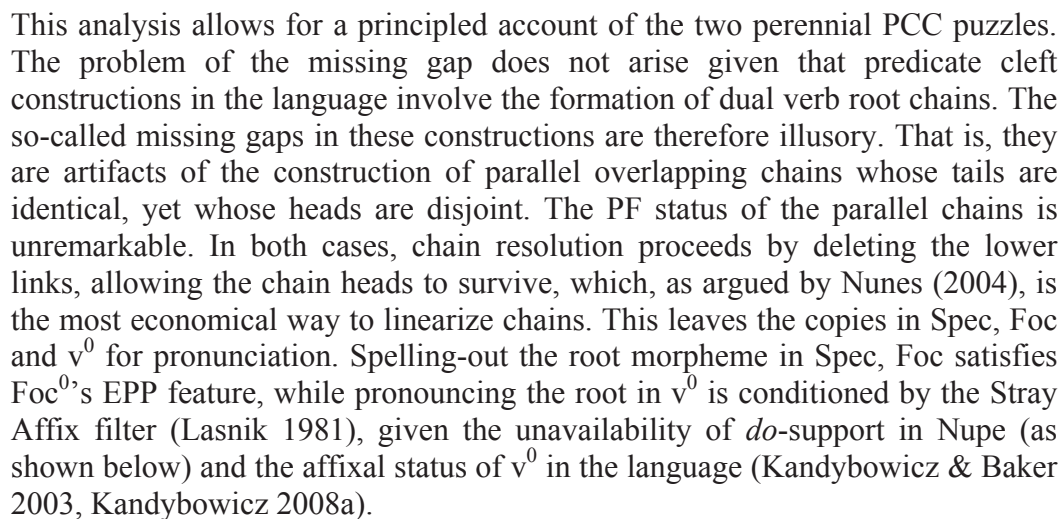 This analysis allows for a principled account of the two perennial PCC puzzles.
The problem of the missing gap does not arise given that predicate cleft
constructions in the language involve the formation of dual verb root chains. The
so-called missing gaps in these constructions are therefore illusory. That is, they
are artifacts of the construction of parallel overlapping chains whose tails are
identical, yet whose heads are disjoint. The PF status of the parallel chains is
unremarkable. In both cases, chain resolution proceeds by deleting the lower
links, allowing the chain heads to survive, which, as argued by Nunes (2004), is
the most economical way to linearize chains. This leaves the copies in Spec, Foc
and v⁰ for pronunciation. Spelling-out the root morpheme in Spec, Foc satisfies
Foc⁰’s EPP feature, while pronouncing the root in v⁰ is conditioned by the Stray
Affix filter (Lasnik 1981), given the unavailability of do-support in Nupe (as
shown below) and the affixal status of v⁰ in the language (Kandybowicz & Baker
2003, Kandybowicz 2008a).